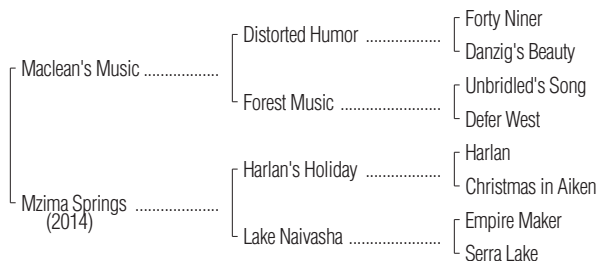 Forty Niner
Distorted Humor ..................
Danzig's Beauty
Maclean's Music .................
Unbridled's Song
Forest Music ........................
Defer West
Harlan
Harlan's Holiday ..................
Christmas in Aiken
Mzima Springs ....................
(2014)
Empire Maker
Lake Naivasha ......................
Serra Lake